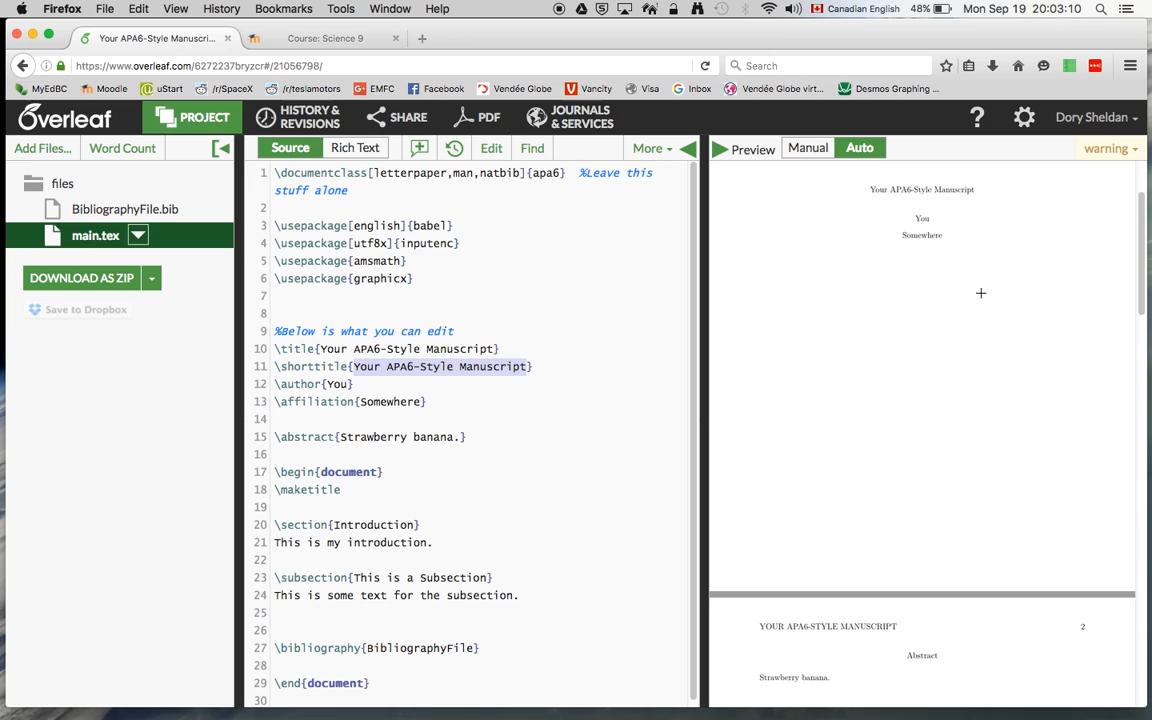 Firefox File Edit View History Bookmarks Tools Window Help Canadian English 48% Mon Sep 19 20:03:10
Your APA6-Style Manuscri... × Course: Science 9 × +
https://www.overleaf.com/6272237bryzcr#/21056798/ Search
MyEdBC Moodle uStart /r/SpaceX /r/teslamotors EMFC Facebook Vendée Globe Vancity Visa Inbox Vendée Globe virt... Desmos Graphing ...
Overleaf PROJECT HISTORY & REVISIONS SHARE PDF JOURNALS & SERVICES ? Dory Sheldan
Add Files... Word Count Source Rich Text Edit Find More Preview Manual Auto warning
files
BibliographyFile.bib
main.tex
DOWNLOAD AS ZIP
Save to Dropbox
1 \documentclass[letterpaper,man,natbib]{apa6} %Leave this
stuff alone
2
3 \usepackage[english]{babel}
4 \usepackage[utf8x]{inputenc}
5 \usepackage{amsmath}
6 \usepackage{graphicx}
7
8
9 %Below is what you can edit
10 \title{Your APA6-Style Manuscript}
11 \shorttitle{Your APA6-Style Manuscript}
12 \author{You}
13 \affiliation{Somewhere}
14
15 \abstract{Strawberry banana.}
16
17 \begin{document}
18 \maketitle
19
20 \section{Introduction}
21 This is my introduction.
22
23 \subsection{This is a Subsection}
24 This is some text for the subsection.
25
26
27 \bibliography{BibliographyFile}
28
29 \end{document}
30
Your APA6-Style Manuscript
You
Somewhere
YOUR APA6-STYLE MANUSCRIPT 2
Abstract
Strawberry banana.